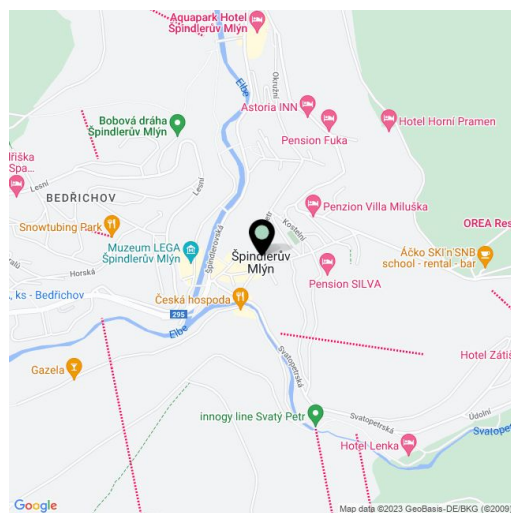 Aquapark Hotel
Špindlerův Mlýn
Elbe
Okružní
Astoria INN
Bobová dráha
Špindlerův Mlýn
Pension Fuka
Hotel Horní Pramen
Lesní
Lesní
BEDŘICHOV
Penzion Villa Miluška
Kostelní
Snowtubing Park
OREA Res
Muzeum LEGA
Špindlerův Mlýn
Špindlerovská
Špindlerův
Mlýn
Áčko SKI n'SNB
school - rental - bar
Horská
Pension SILVA
, ks - Bedřichov
Česká hospoda
295
Elbe
Svatopetrská
Hotel Zátiš
Gazela
innogy line Svatý Petr
Svatopetrská
Údolní
Svatope
Hotel Lenka
Google
Map data ©2023 GeoBasis-DE/BKG (©2009)